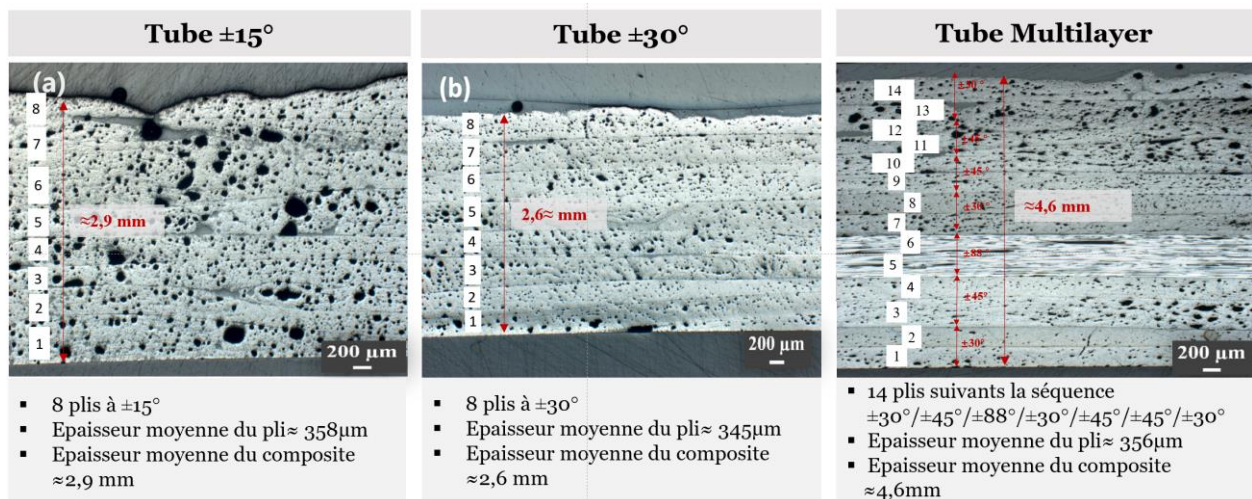 Tube ±15°
(a)
8
7
6
5
4
3
2
1
≈2,9 mm
200 µm
▪ 8 plis à ±15°
▪ Epaisseur moyenne du pli≈ 358µm
▪ Epaisseur moyenne du composite
≈2,9 mm
Tube ±30°
(b)
8
7
6
5
4
3
2
1
2,6≈ mm
200 µm
▪ 8 plis à ±30°
▪ Epaisseur moyenne du pli≈ 345µm
▪ Epaisseur moyenne du composite
≈2,6 mm
Tube Multilayer
14
13
12
11
10
9
8
7
6
5
4
3
2
1
±30°
±45°
±45°
±30°
±88°
±45°
±30°
≈4,6 mm
200 µm
▪ 14 plis suivants la séquence
±30°/±45°/±88°/±30°/±45°/±45°/±30°
▪ Epaisseur moyenne du pli≈ 356µm
▪ Epaisseur moyenne du composite
≈4,6mm